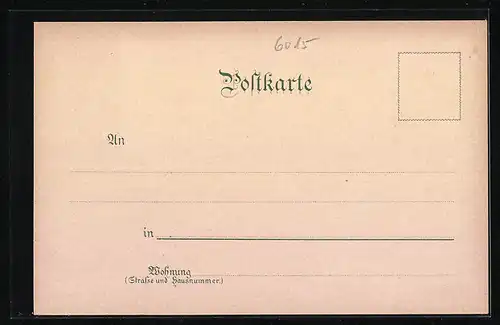 6015
Postkarte
An
in
Wohnung
(Straße und Hausnummer.)